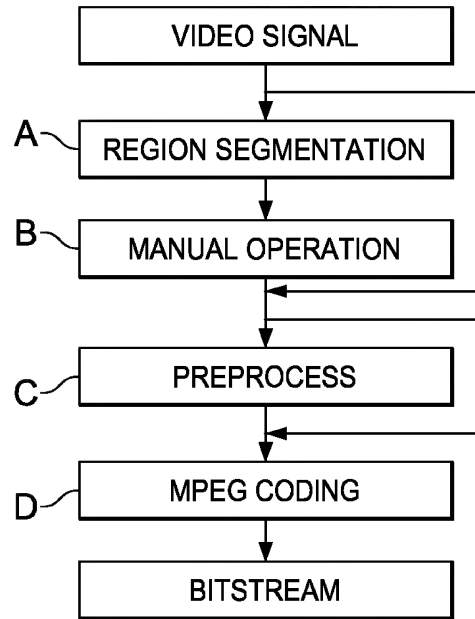 VIDEO SIGNAL
A REGION SEGMENTATION
B MANUAL OPERATION
C PREPROCESS
D MPEG CODING
BITSTREAM